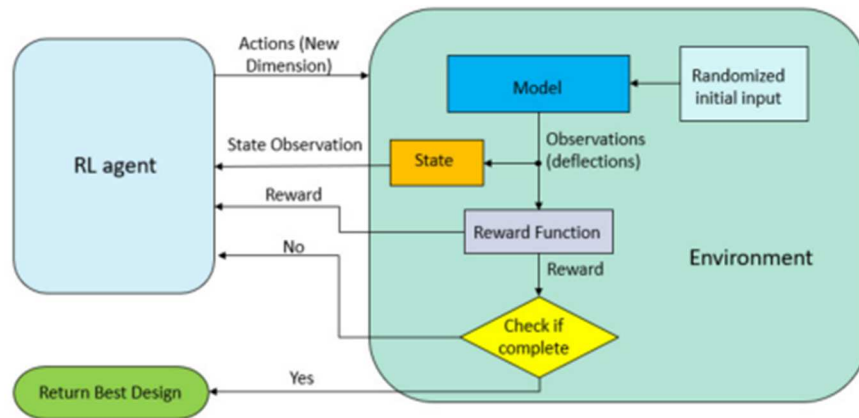 Actions (New
Dimension)
Model
Randomized
initial input
RL agent
State Observation
State
Observations
(deflections)
Reward
Reward Function
No
Reward
Environment
Check if
complete
Yes
Return Best Design